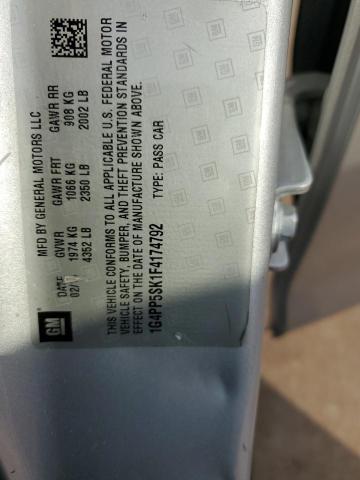 MFD BY GENERAL MOTORS LLC
GVWR GAWR FRT GAWR RR
1974 KG 1066 KG 908 KG
4352 LB 2350 LB 2002 LB
DATE
02/
THIS VEHICLE CONFORMS TO ALL APPLICABLE U.S. FEDERAL MOTOR
VEHICLE SAFETY, BUMPER, AND THEFT PREVENTION STANDARDS IN
EFFECT ON THE DATE OF MANUFACTURE SHOWN ABOVE.
1G4PP5SK1F4174792 TYPE: PASS CAR
GM